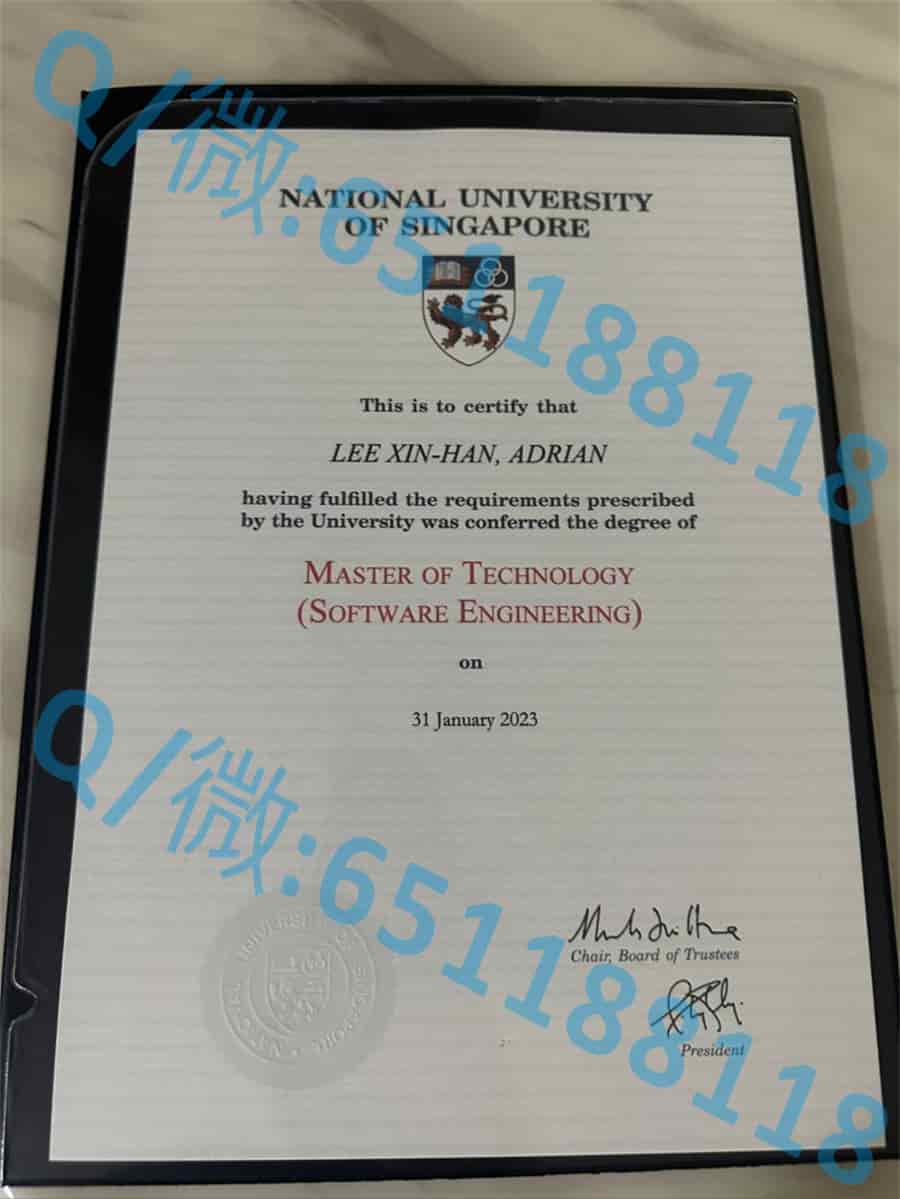 Q/微:651188118
NATIONAL UNIVERSITY
OF SINGAPORE
This is to certify that
LEE XIN-HAN, ADRIAN
having fulfilled the requirements prescribed
by the University was conferred the degree of
MASTER OF TECHNOLOGY
(SOFTWARE ENGINEERING)
on
31 January 2023
Q/微:651188118
Chair, Board of Trustees
President